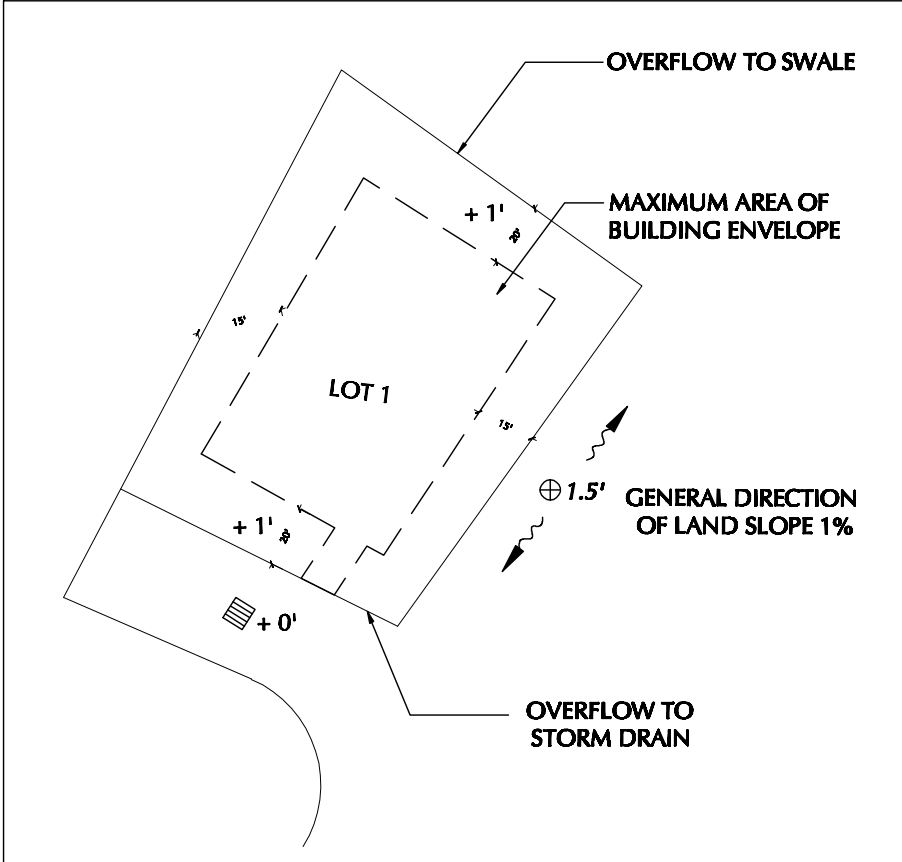 OVERFLOW TO SWALE
MAXIMUM AREA OF
BUILDING ENVELOPE
+ 1'
20'
15'
LOT 1
15'
1.5'
GENERAL DIRECTION
OF LAND SLOPE 1%
+ 1'
20'
+ 0'
OVERFLOW TO
STORM DRAIN